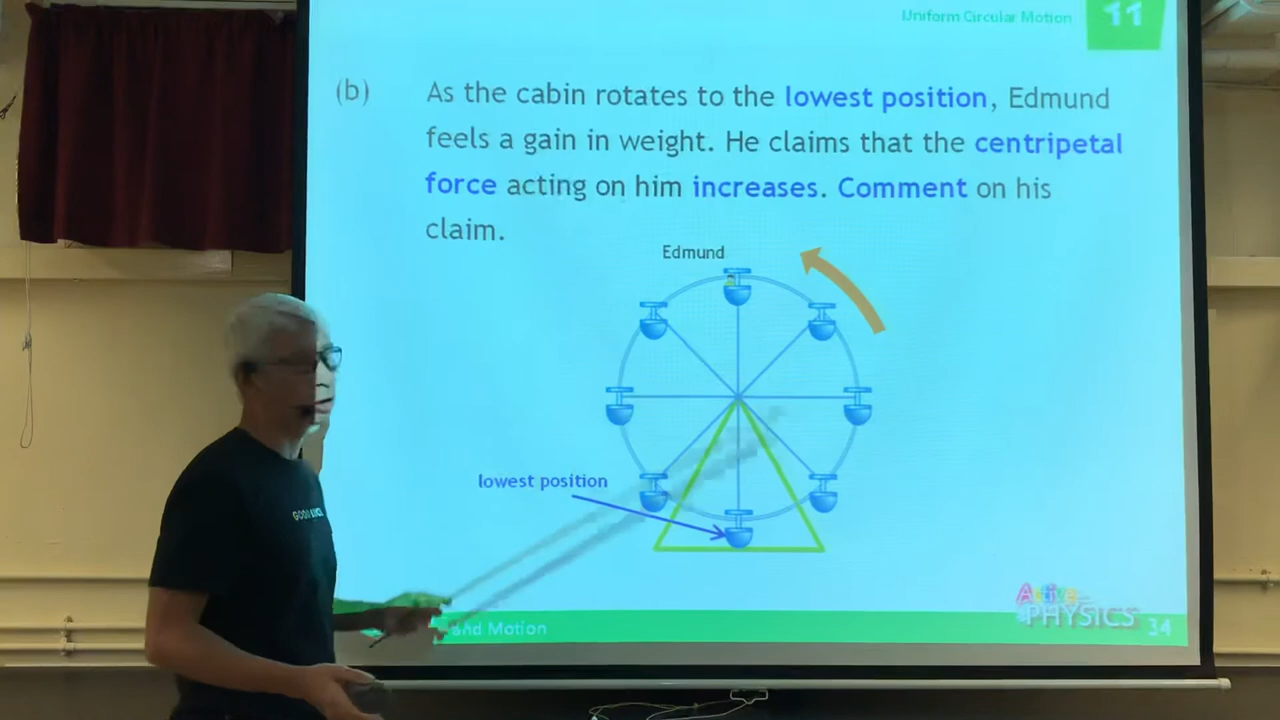 Uniform Circular Motion
11
(b) As the cabin rotates to the lowest position, Edmund
feels a gain in weight. He claims that the centripetal
force acting on him increases. Comment on his
claim.
Edmund
lowest position
GOOD LUCK
and Motion
Active
PHYSICS
34